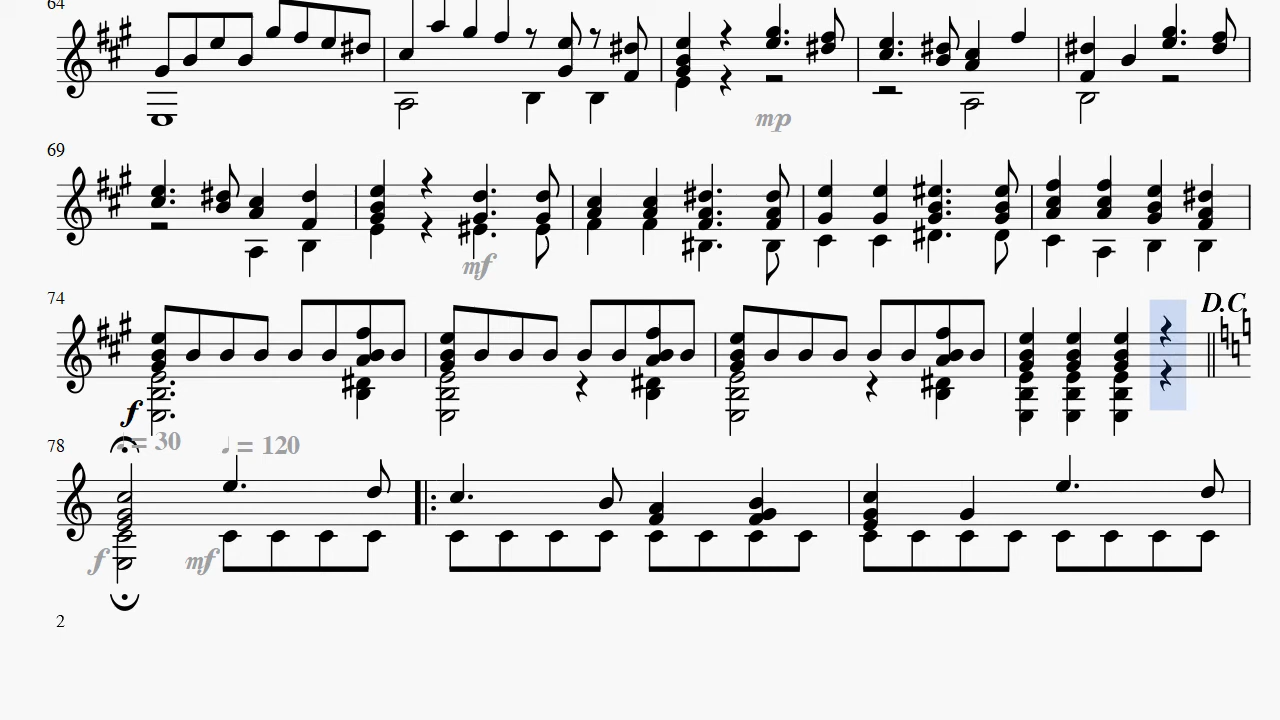 64
mp
69
mf
74
D.C.
f
78
= 30
♩ = 120
f
mf
2